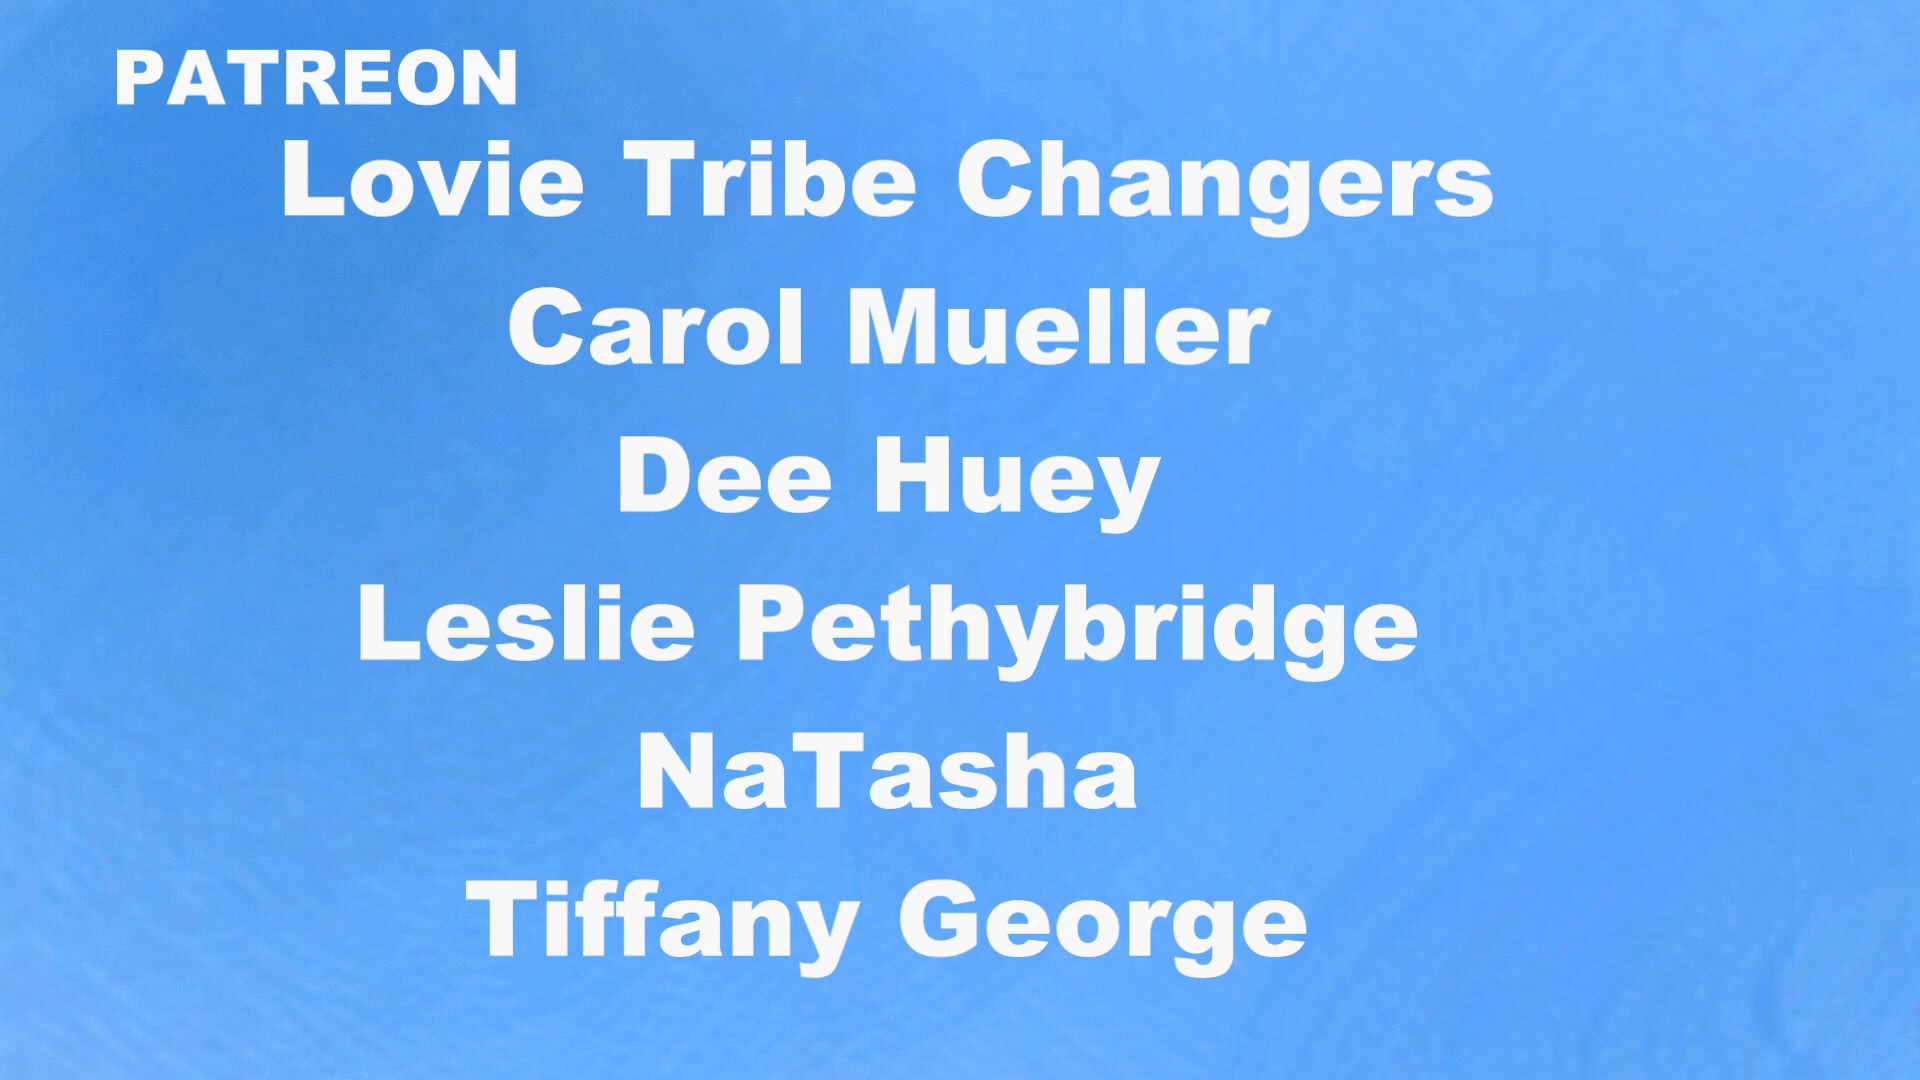 PATREON
Lovie Tribe Changers
Carol Mueller
Dee Huey
Leslie Pethybridge
NaTasha
Tiffany George